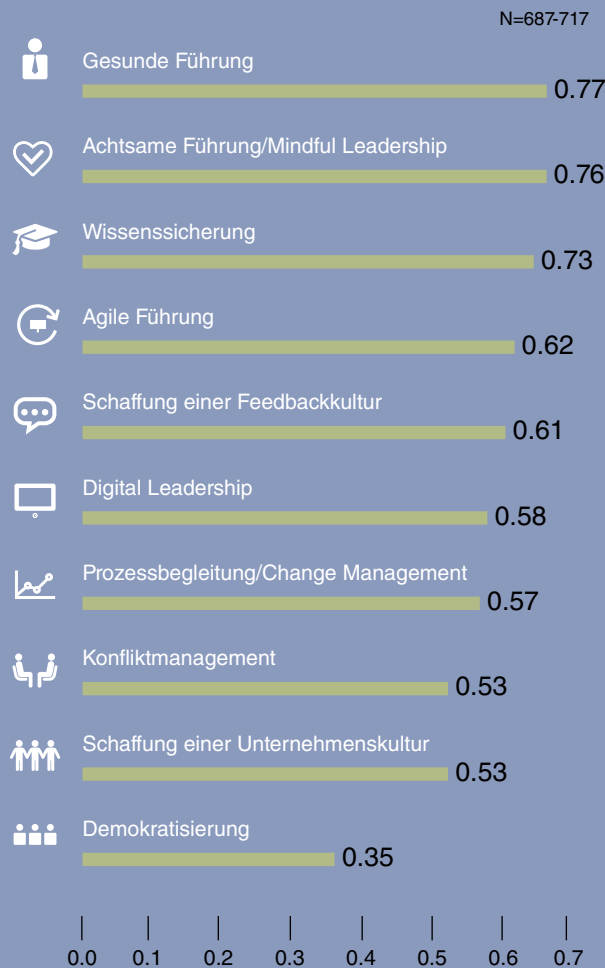 N=687-717
Gesunde Führung
0.77
Achtsame Führung/Mindful Leadership
0.76
Wissenssicherung
0.73
Agile Führung
0.62
Schaffung einer Feedbackkultur
0.61
Digital Leadership
0.58
Prozessbegleitung/Change Management
0.57
Konfliktmanagement
0.53
Schaffung einer Unternehmenskultur
0.53
Demokratisierung
0.35
0.0 0.1 0.2 0.3 0.4 0.5 0.6 0.7